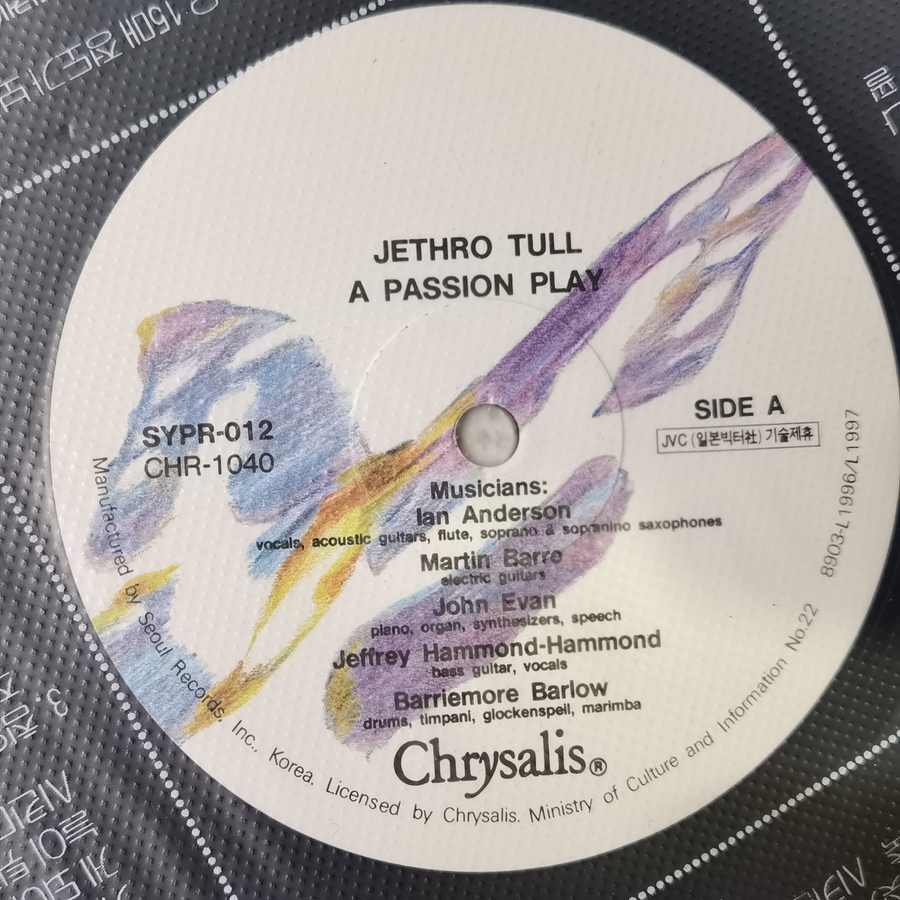 JETHRO TULL
A PASSION PLAY
SYPR-012
CHR-1040
SIDE A
JVC (일본빅터社) 기술제휴
Musicians:
Ian Anderson
vocals, acoustic guitars, flute, soprano & sopranino saxophones
Martin Barre
electric guitars
John Evan
piano, organ, synthesizers, speech
Jeffrey Hammond-Hammond
bass guitar, vocals
Barriemore Barlow
drums, timpani, glockenspell, marimba
Chrysalis®
Manufactured by Seoul Records, Inc., Korea. Licensed by Chrysalis. Ministry of Culture and Information No.22
8903-L1996/L1997